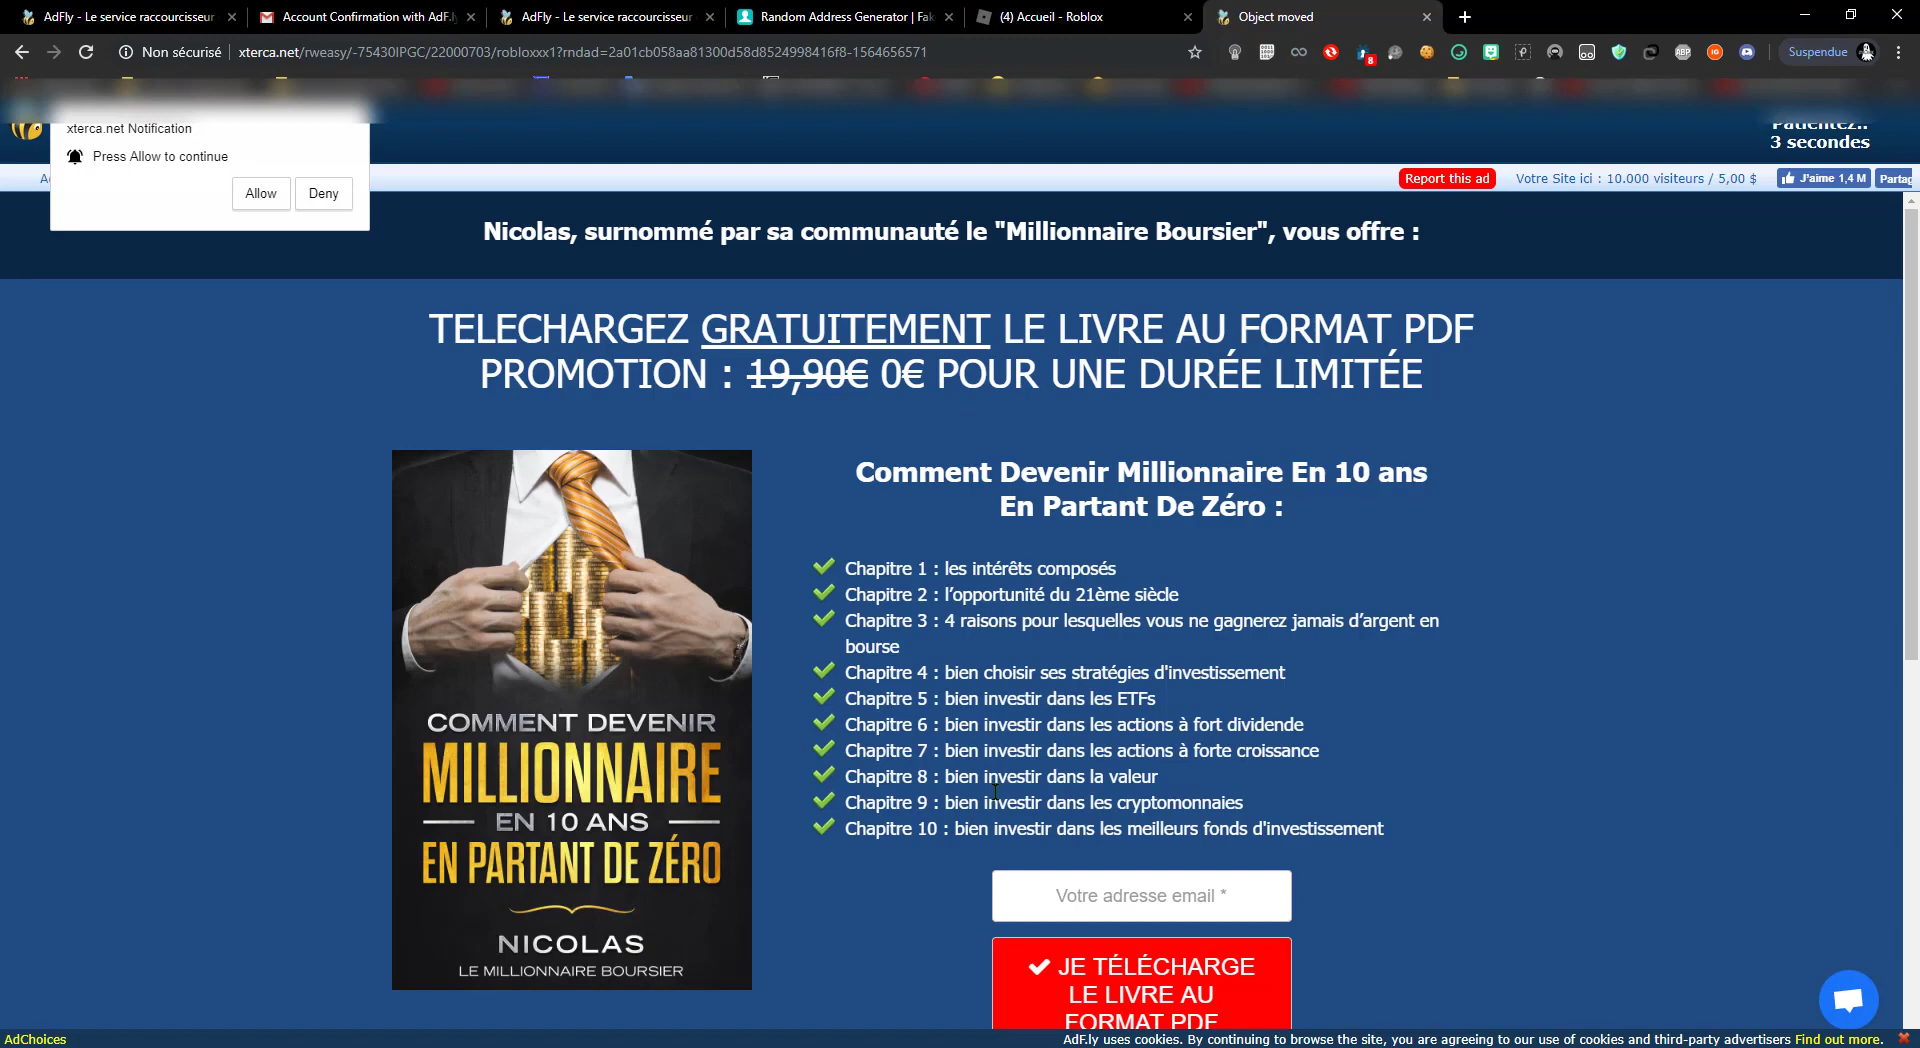 AdFly - Le service raccourcisseur
Account Confirmation with AdF.ly
AdFly - Le service raccourcisseur
Random Address Generator | Fak
(4) Accueil - Roblox
Object moved
Non sécurisé
xterca.net/rweasy/-75430IPGC/22000703/robloxxx1?rndad=2a01cb058aa81300d58d8524998416f8-1564656571
8
ABP
IG
Suspendue
xterca.net Notification
Press Allow to continue
Allow
Deny
Patientez..
3 secondes
Report this ad
Votre Site ici : 10.000 visiteurs / 5,00 $
J'aime 1,4 M
Partag
Nicolas, surnommé par sa communauté le "Millionnaire Boursier", vous offre :
TELECHARGEZ GRATUITEMENT LE LIVRE AU FORMAT PDF
PROMOTION : 19,90€ 0€ POUR UNE DURÉE LIMITÉE
COMMENT DEVENIR
MILLIONNAIRE
EN 10 ANS
EN PARTANT DE ZÉRO
NICOLAS
LE MILLIONNAIRE BOURSIER
Comment Devenir Millionnaire En 10 ans
En Partant De Zéro :
Chapitre 1 : les intérêts composés
Chapitre 2 : l’opportunité du 21ème siècle
Chapitre 3 : 4 raisons pour lesquelles vous ne gagnerez jamais d’argent en
bourse
Chapitre 4 : bien choisir ses stratégies d'investissement
Chapitre 5 : bien investir dans les ETFs
Chapitre 6 : bien investir dans les actions à fort dividende
Chapitre 7 : bien investir dans les actions à forte croissance
Chapitre 8 : bien investir dans la valeur
Chapitre 9 : bien investir dans les cryptomonnaies
Chapitre 10 : bien investir dans les meilleurs fonds d'investissement
Votre adresse email *
JE TÉLÉCHARGE
LE LIVRE AU
FORMAT PDF
AdChoices
AdF.ly uses cookies. By continuing to browse the site, you are agreeing to our use of cookies and third-party advertisers Find out more.